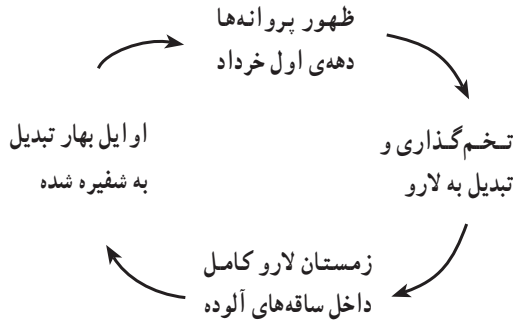 ظهور پروانه‌ها
دهه‌ی اول خرداد
تخم‌گذاری و
تبدیل به لارو
زمستان لارو کامل
داخل ساقه‌های آلوده
اوایل بهار تبدیل
به شفیره شده